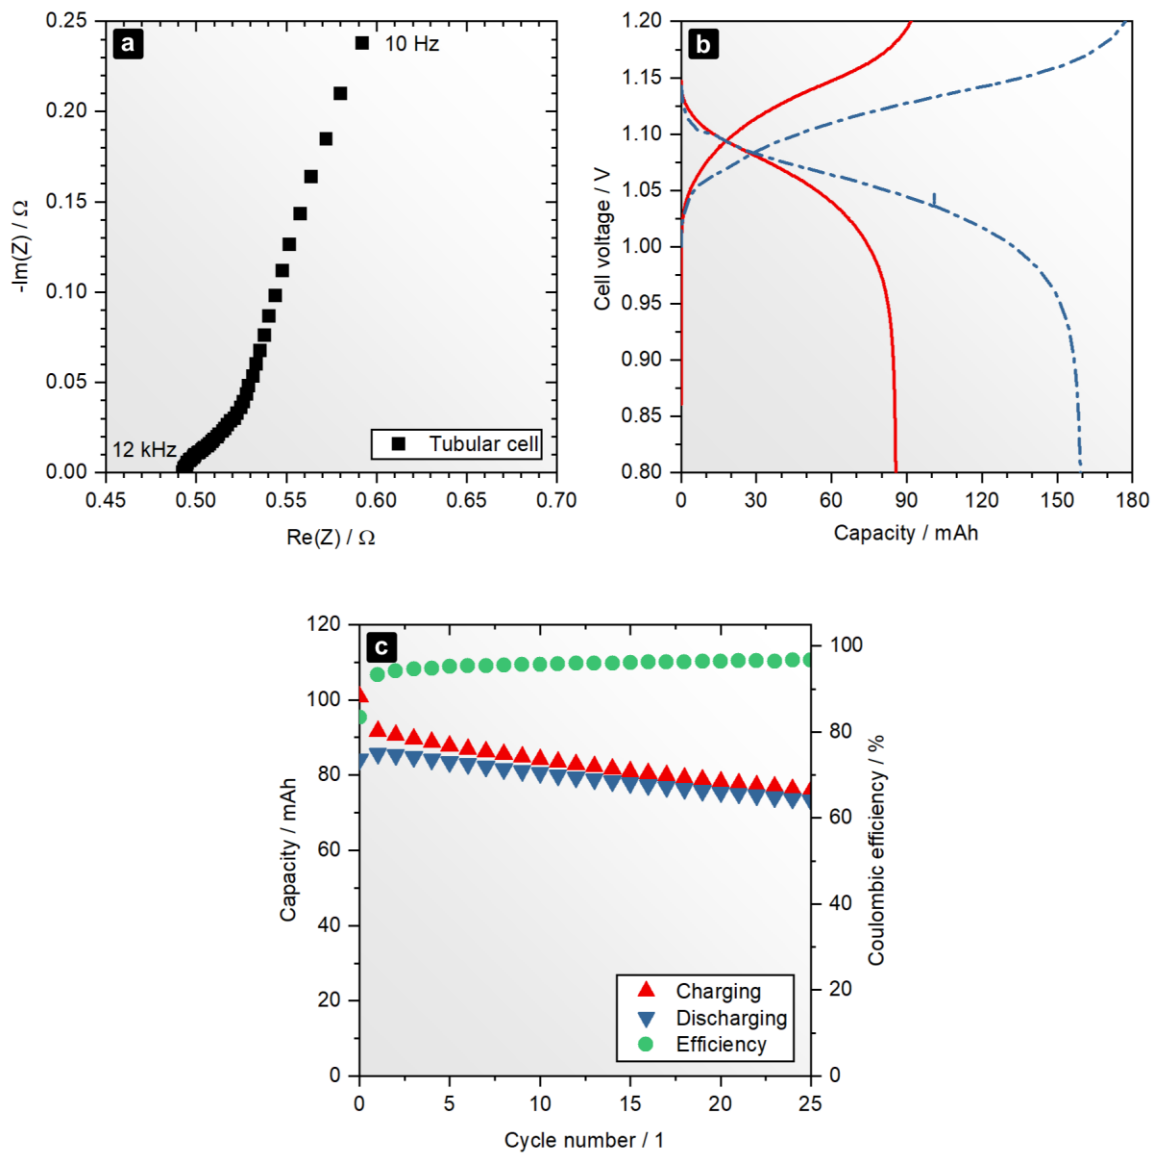 a
10 Hz
12 kHz
Tubular cell
0.25
0.20
0.15
0.10
0.05
0.00
-Im(Z) / Ω
0.45 0.50 0.55 0.60 0.65 0.70
Re(Z) / Ω
b
1.20
1.15
1.10
1.05
1.00
0.95
0.90
0.85
0.80
Cell voltage / V
0 30 60 90 120 150 180
Capacity / mAh
c
120
100
80
60
40
20
0
Capacity / mAh
100
80
60
40
20
0
Coulombic efficiency / %
Charging
Discharging
Efficiency
0 5 10 15 20 25
Cycle number / 1